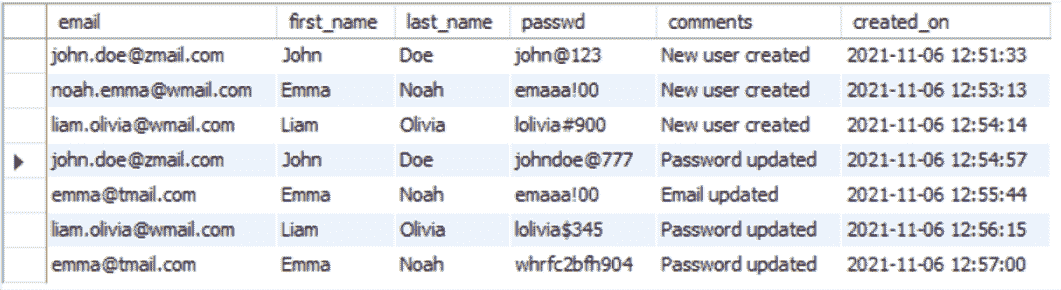 email first_name last_name passwd comments created_on
john.doe@zmail.com John Doe john@123 New user created 2021-11-06 12:51:33
noah.emma@wmail.com Emma Noah emaaa!00 New user created 2021-11-06 12:53:13
liam.olivia@wmail.com Liam Olivia lolivia#900 New user created 2021-11-06 12:54:14
john.doe@zmail.com John Doe johndoe@777 Password updated 2021-11-06 12:54:57
emma@tmail.com Emma Noah emaaa!00 Email updated 2021-11-06 12:55:44
liam.olivia@wmail.com Liam Olivia lolivia$345 Password updated 2021-11-06 12:56:15
emma@tmail.com Emma Noah whrfc2bfh904 Password updated 2021-11-06 12:57:00